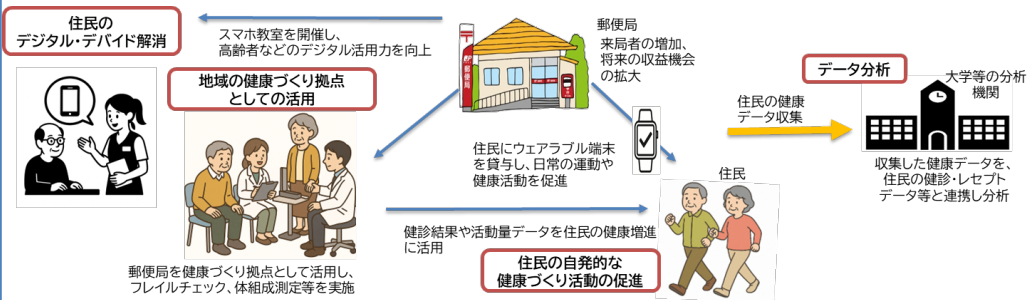 住民の
デジタル・デバイド解消
スマホ教室を開催し、
高齢者などのデジタル活用力を向上
地域の健康づくり拠点
としての活用
郵便局を健康づくり拠点として活用し、
フレイルチェック、体組成測定等を実施
〒
郵便局
郵便局
来局者の増加、
将来の収益機会
の拡大
住民にウェアラブル端末
を貸与し、日常の運動や
健康活動を促進
健診結果や活動量データを住民の健康増進
に活用
住民
住民の自発的な
健康づくり活動の促進
住民の健康
データ収集
データ分析
大学等の分析
機関
収集した健康データを、
住民の健診・レセプト
データ等と連携し分析